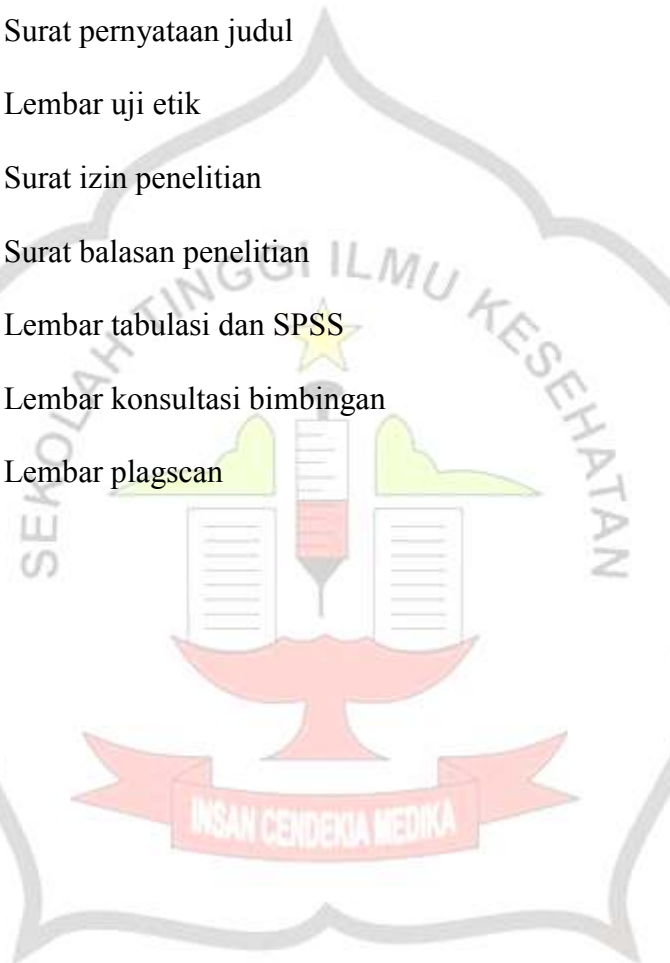 Surat pernyataan judul
Lembar uji etik
Surat izin penelitian
Surat balasan penelitian
Lembar tabulasi dan SPSS
Lembar konsultasi bimbingan
Lembar plagscan
SEKOLAH TINGGI ILMU KESEHATAN
INSAN CENDEKIA MEDIKA